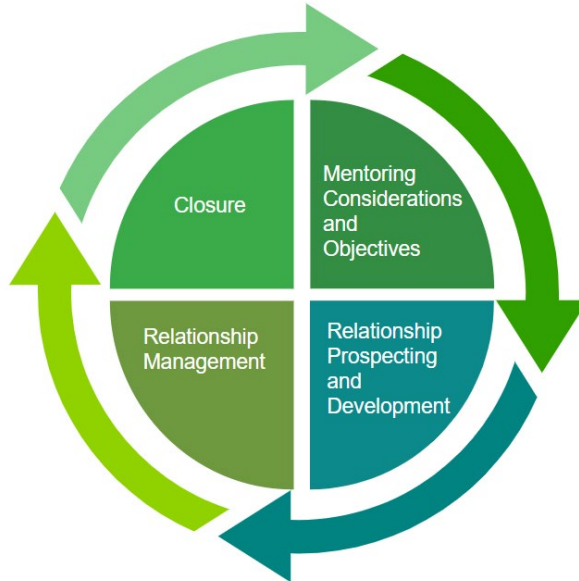 Closure
Mentoring
Considerations
and
Objectives
Relationship
Management
Relationship
Prospecting
and
Development